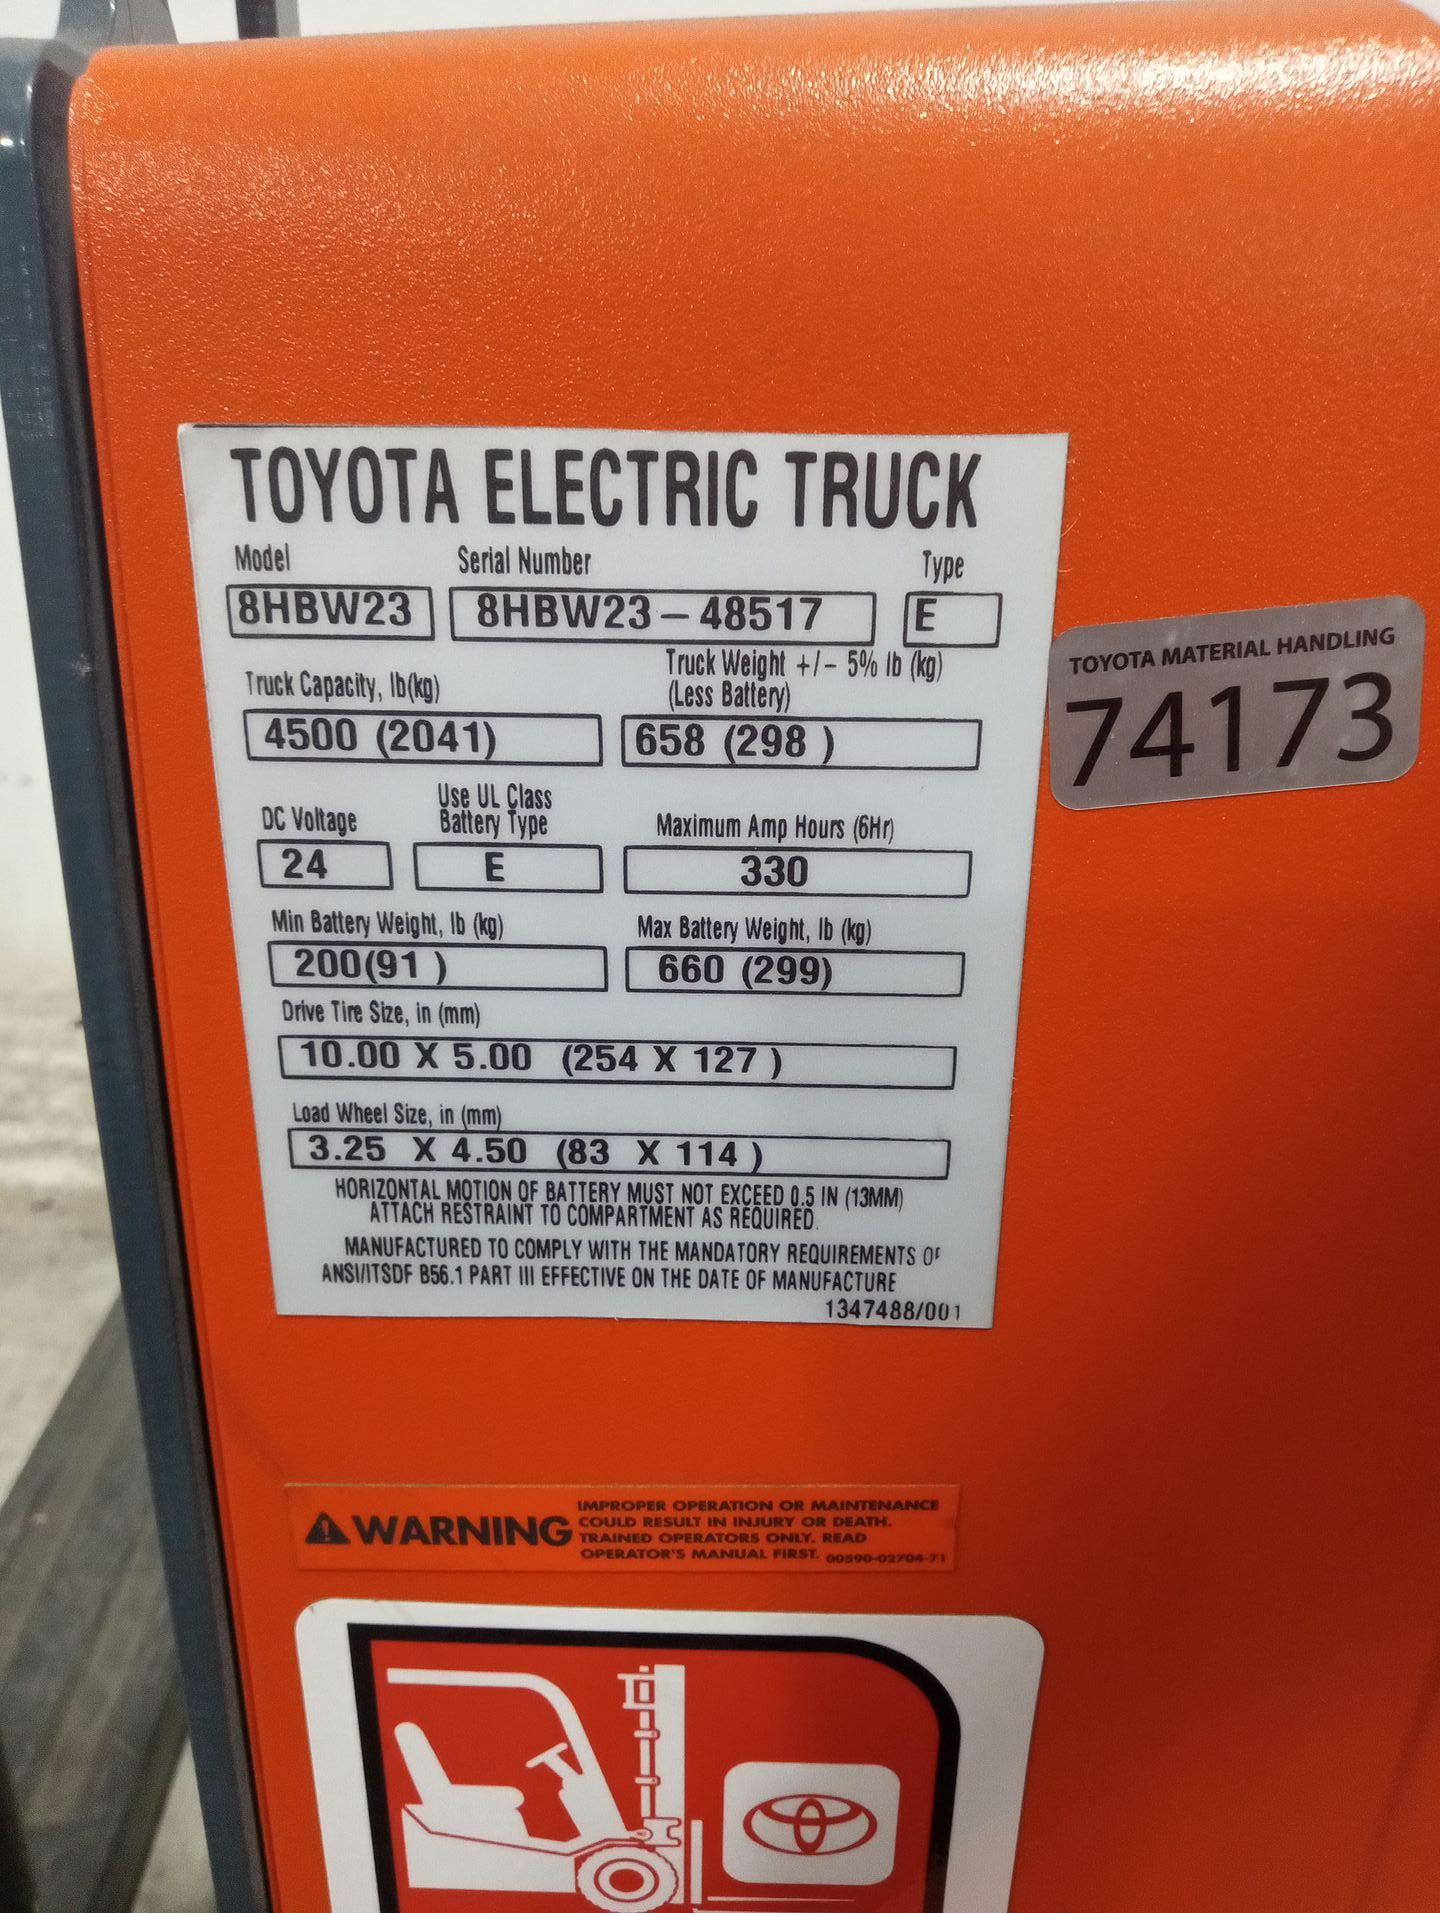 TOYOTA ELECTRIC TRUCK
Model Serial Number Type
8HBW23 8HBW23-48517 E
Truck Capacity, lb(kg) Truck Weight +/- 5% lb (kg)
(Less Battery)
4500 (2041) 658 (298 )
DC Voltage Use UL Class
Battery Type Maximum Amp Hours (6Hr)
24 E 330
Min Battery Weight, lb (kg) Max Battery Weight, lb (kg)
200(91 ) 660 (299)
Drive Tire Size, in (mm)
10.00 X 5.00 (254 X 127 )
Load Wheel Size, in (mm)
3.25 X 4.50 (83 X 114 )
HORIZONTAL MOTION OF BATTERY MUST NOT EXCEED 0.5 IN (13MM)
ATTACH RESTRAINT TO COMPARTMENT AS REQUIRED.
MANUFACTURED TO COMPLY WITH THE MANDATORY REQUIREMENTS OF
ANSI/ITSDF B56.1 PART III EFFECTIVE ON THE DATE OF MANUFACTURE
1347488/001
TOYOTA MATERIAL HANDLING
74173
WARNING
IMPROPER OPERATION OR MAINTENANCE
COULD RESULT IN INJURY OR DEATH.
TRAINED OPERATORS ONLY. READ
OPERATOR'S MANUAL FIRST. 00590-02704-71